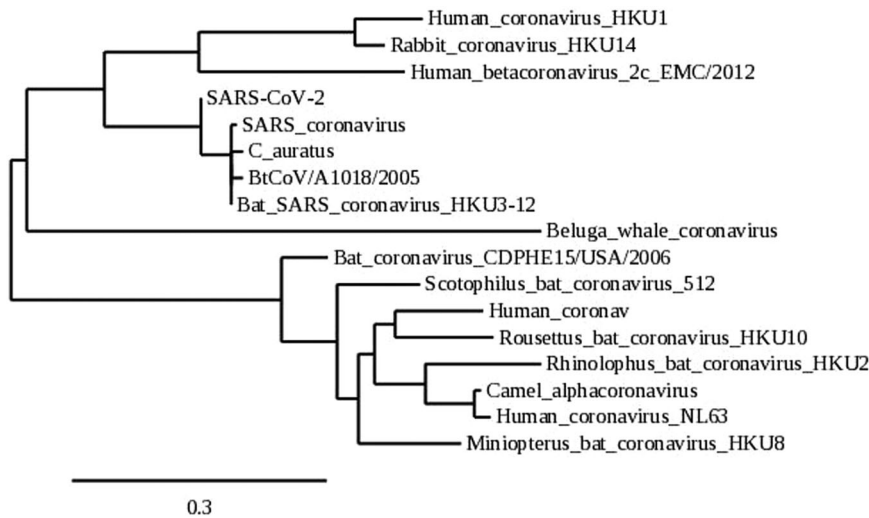 Human_coronavirus_HKU1
Rabbit_coronavirus_HKU14
Human_betacoronavirus_2c_EMC/2012
SARS-CoV-2
SARS_coronavirus
C_auratus
BtCoV/A1018/2005
Bat_SARS_coronavirus_HKU3-12
Beluga_whale_coronavirus
Bat_coronavirus_CDPHE15/USA/2006
Scotophilus_bat_coronavirus_512
Human_coronav
Rousettus_bat_coronavirus_HKU10
Rhinolophus_bat_coronavirus_HKU2
Camel_alphacoronavirus
Human_coronavirus_NL63
Miniopterus_bat_coronavirus_HKU8
0.3